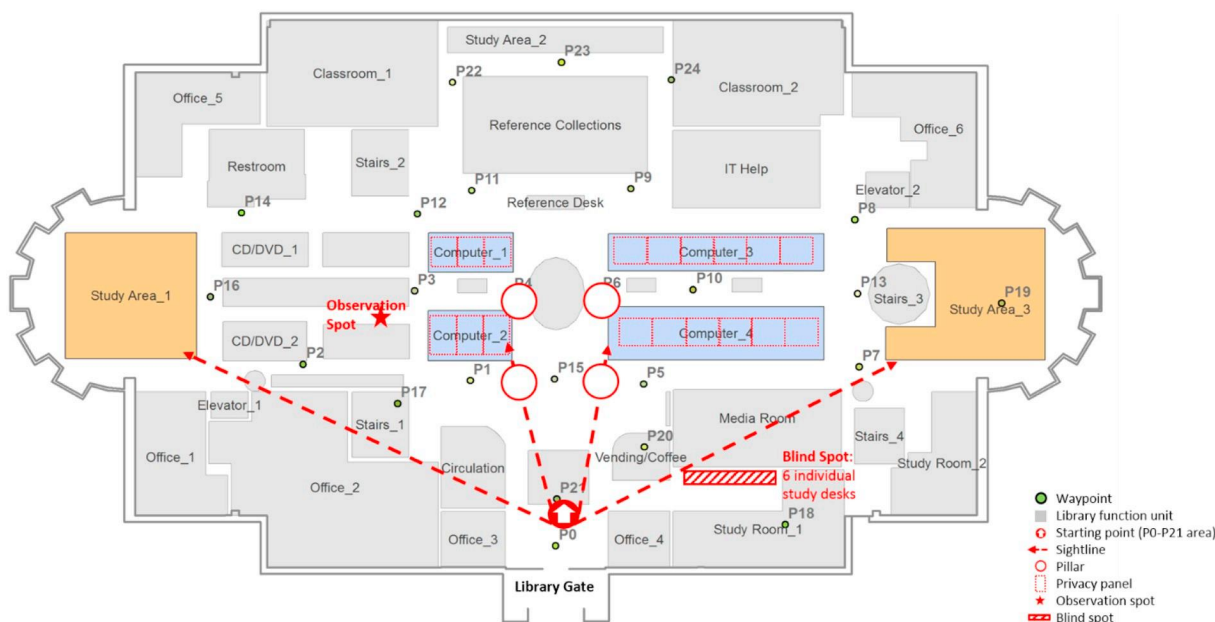 Study Area_2
P23
Classroom_1
P22
P24
Classroom_2
Office_5
Reference Collections
Office_6
Restroom
Stairs_2
IT Help
P11
P9
Elevator_2
P14
P12
Reference Desk
P8
CD/DVD_1
Computer_1
Computer_3
P16
P3
P4
P6
P10
P13
Stairs_3
P19
Study Area_1
Study Area_3
Observation
Spot
CD/DVD_2
Computer_2
Computer_4
P2
P1
P15
P5
P7
P17
Elevator_1
Stairs_1
Media Room
Office_1
Circulation
P20
Vending/Coffee
Stairs_4
Blind Spot:
6 individual
study desks
Study Room_2
Office_2
P21
P18
Study Room_1
Office_3
P0
Office_4
Library Gate
Waypoint
Library function unit
Starting point (P0-P21 area)
Sightline
Pillar
Privacy panel
Observation spot
Blind spot